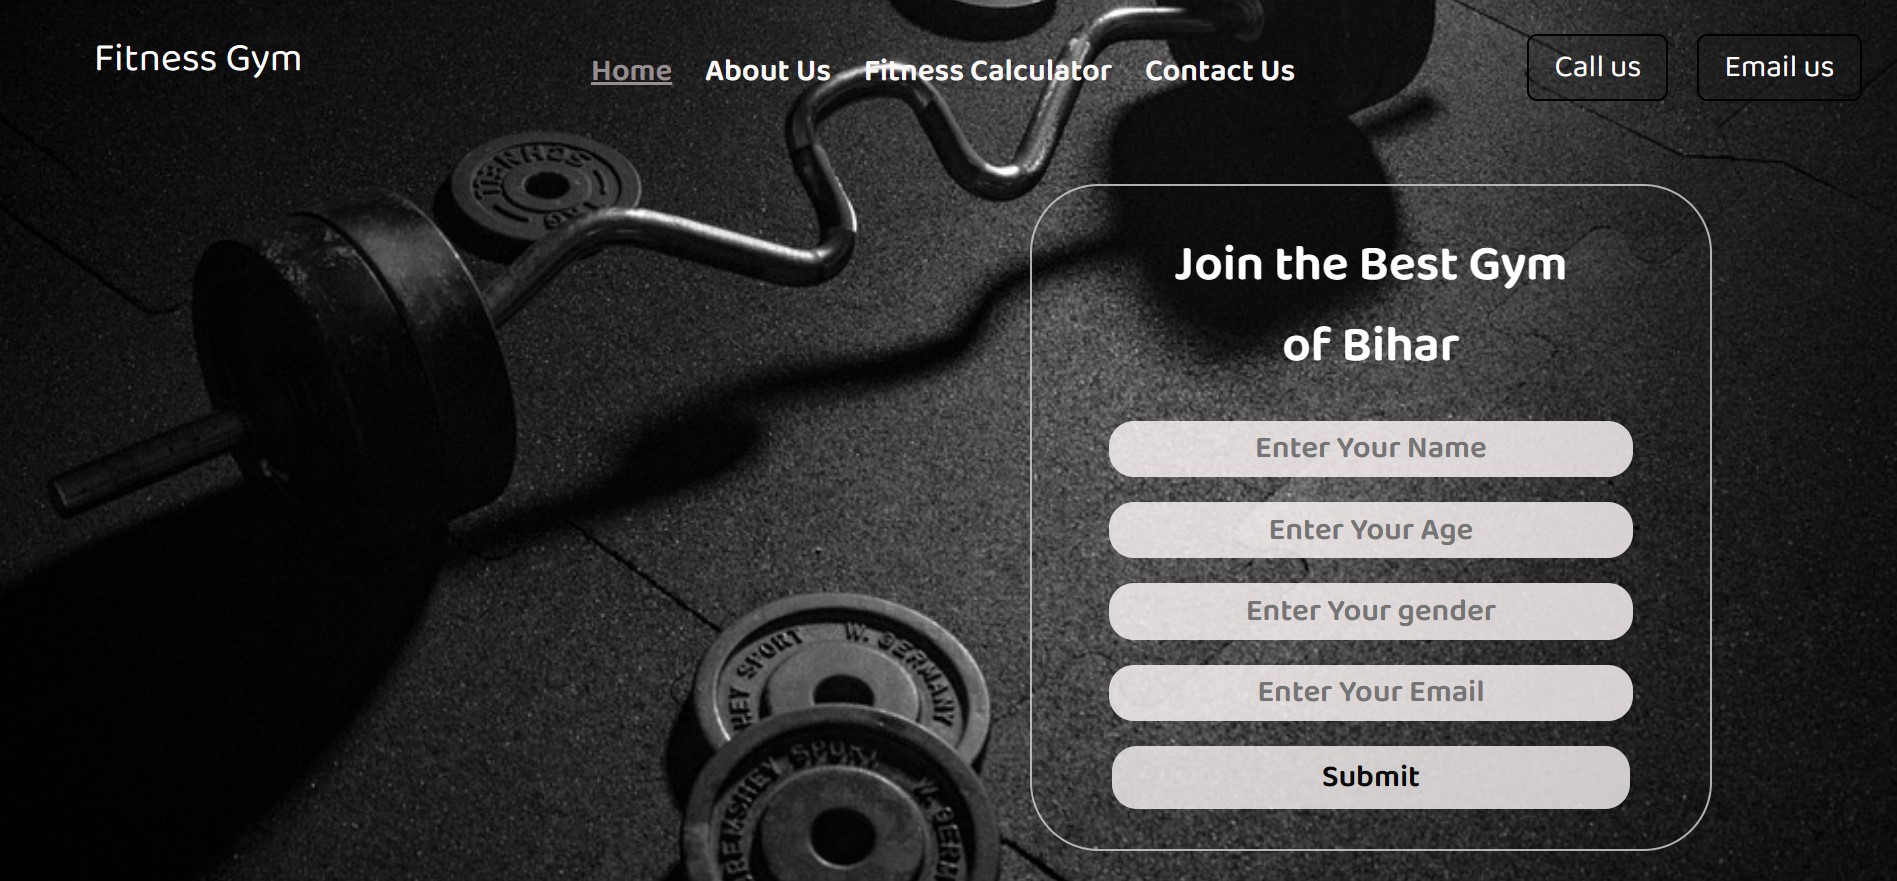 Fitness Gym
Home About Us Fitness Calculator Contact Us
Call us Email us
Join the Best Gym
of Bihar
Enter Your Name
Enter Your Age
Enter Your gender
Enter Your Email
Submit
SPORT W. GERMANY
SPORT